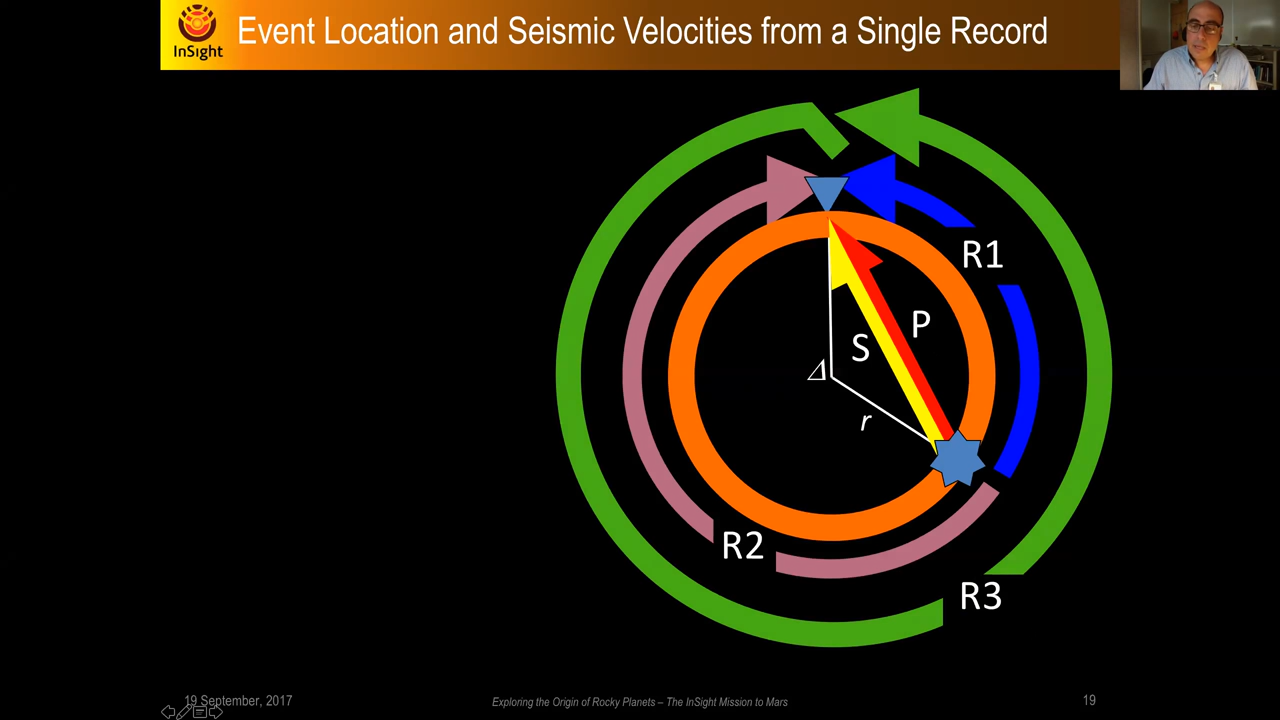 InSight
Event Location and Seismic Velocities from a Single Record
R1
P
S
Δ
r
R2
R3
19 September, 2017
Exploring the Origin of Rocky Planets – The InSight Mission to Mars
19